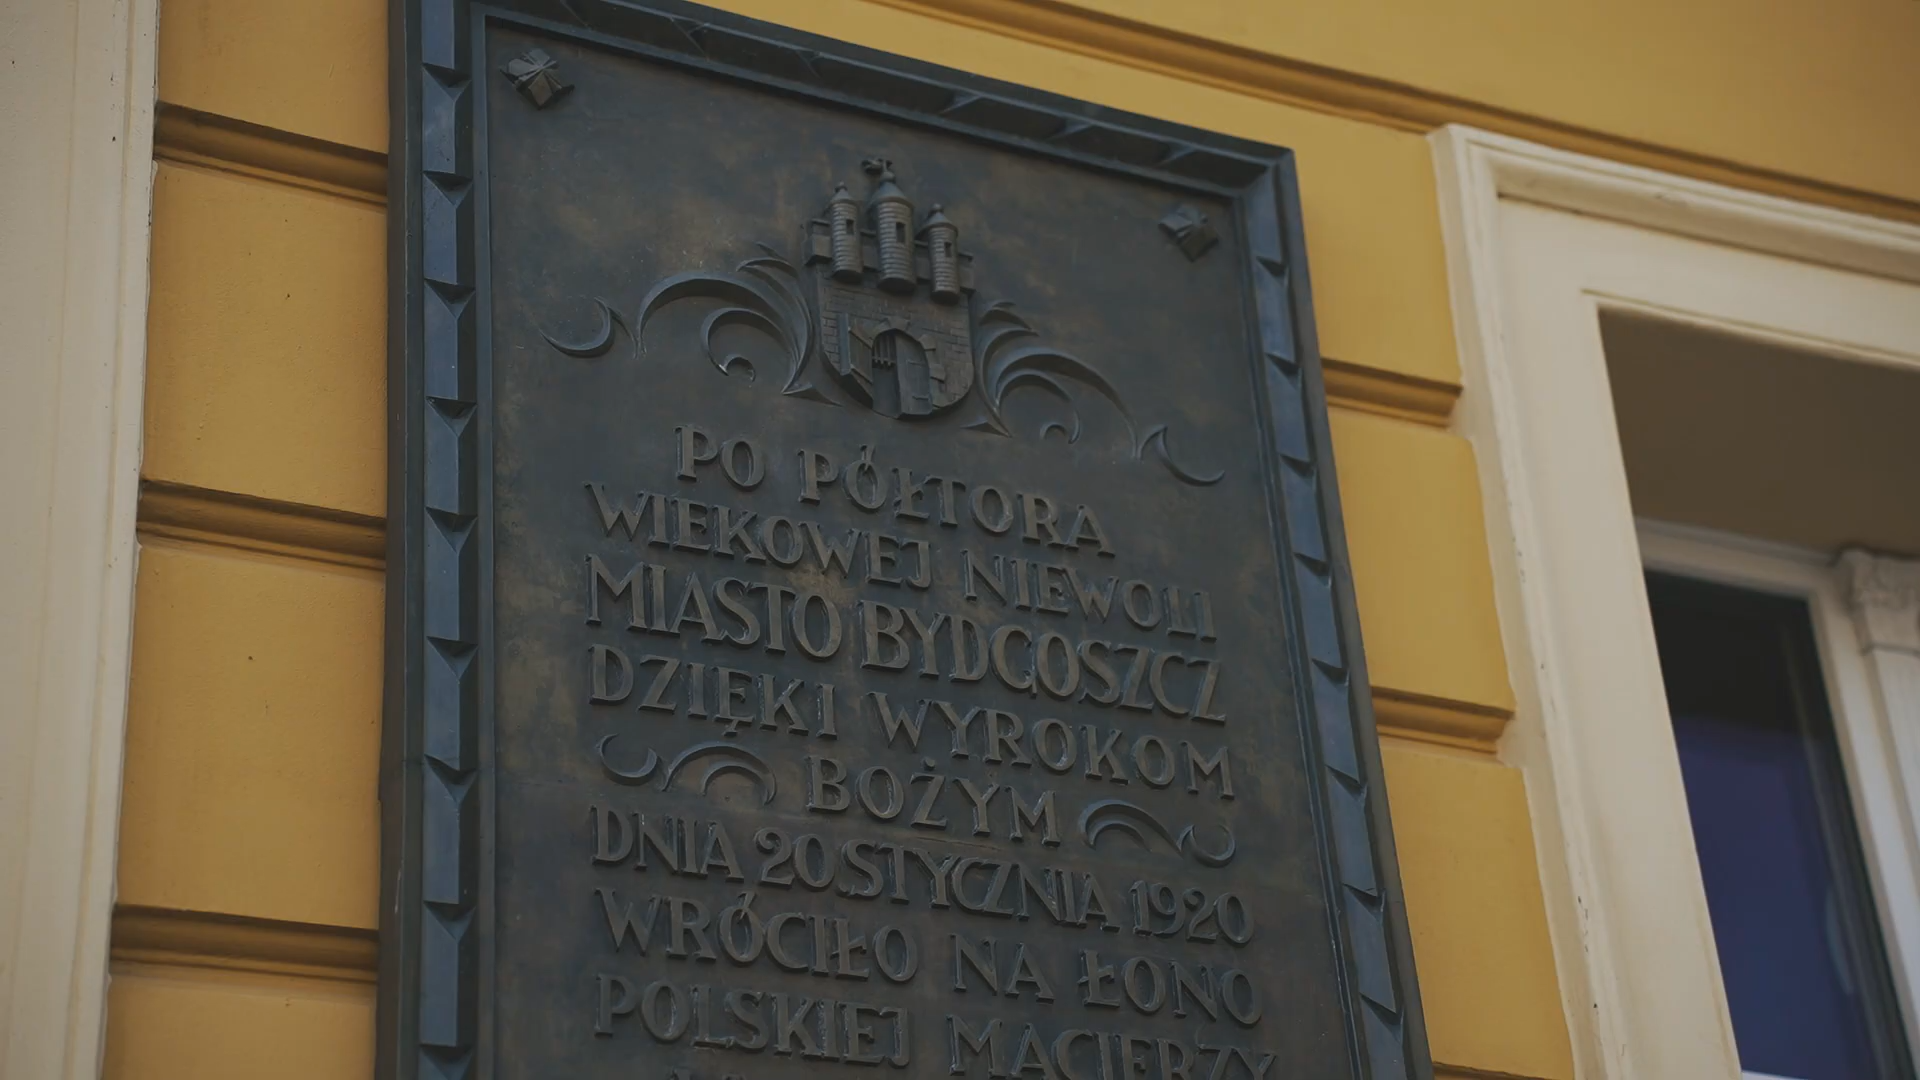 PO PÓŁTORA
WIEKOWEJ NIEWOLI
MIASTO BYDGOSZCZ
DZIĘKI WYROKOM
BOŻYM
DNIA 20 STYCZNIA 1920
WRÓCIŁO NA ŁONO
POLSKIEJ MACIERZY